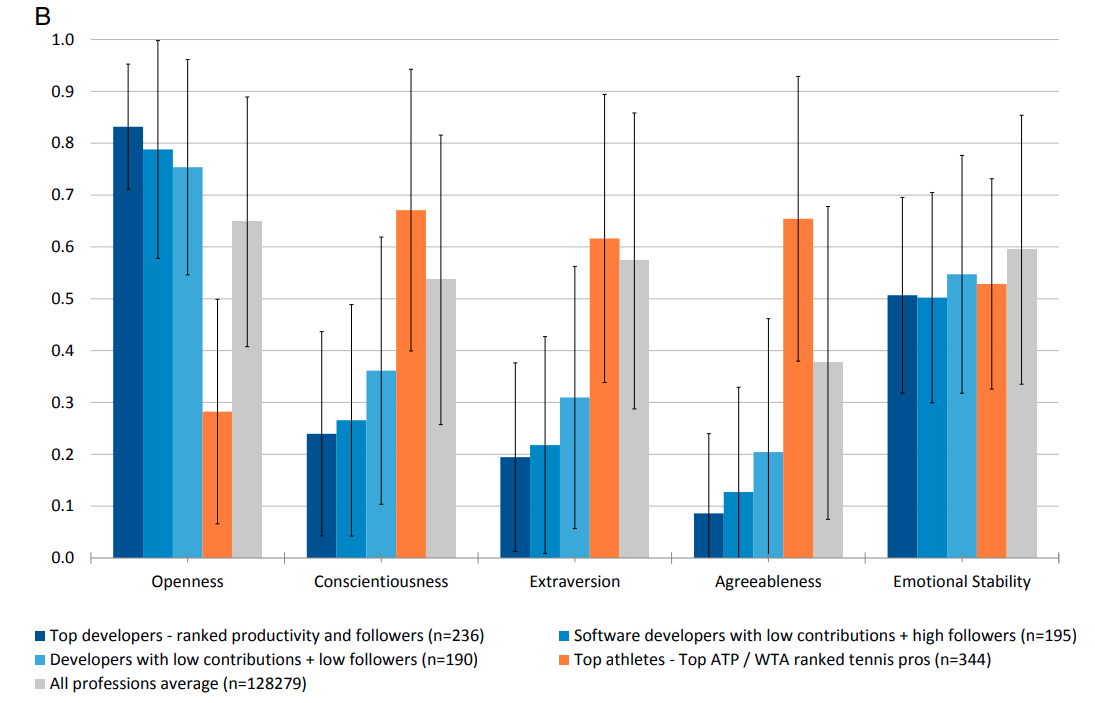 B
1.0
0.9
0.8
0.7
0.6
0.5
0.4
0.3
0.2
0.1
0.0
Openness Conscientiousness Extraversion Agreeableness Emotional Stability
Top developers - ranked productivity and followers (n=236) Software developers with low contributions + high followers (n=195)
Developers with low contributions + low followers (n=190) Top athletes - Top ATP / WTA ranked tennis pros (n=344)
All professions average (n=128279)